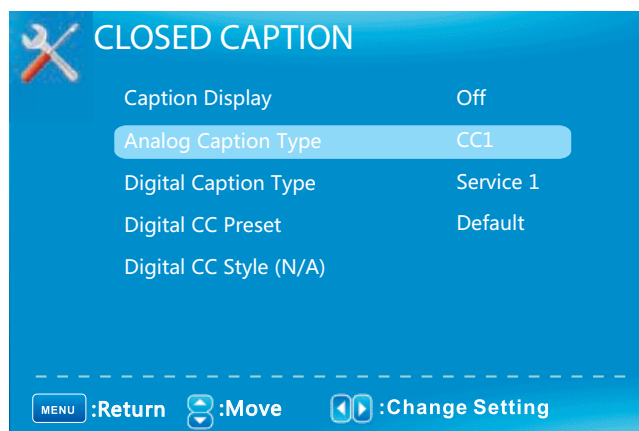 CLOSED CAPTION
Caption Display Off
Analog Caption Type CC1
Digital Caption Type Service 1
Digital CC Preset Default
Digital CC Style (N/A)
MENU :Return :Move :Change Setting